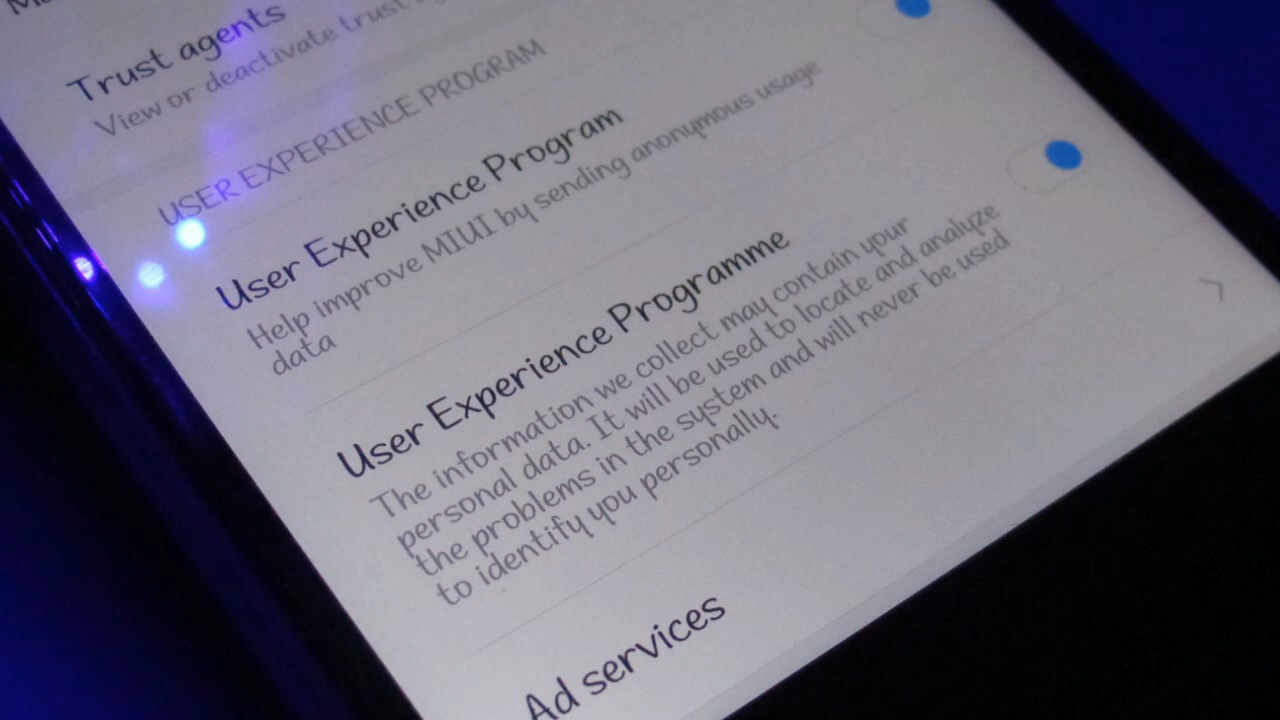 Trust agents
View or deactivate trust
USER EXPERIENCE PROGRAM
User Experience Program
Help improve MIUI by sending anonymous usage
data
User Experience Programme
The information we collect may contain your
personal data. It will be used to locate and analyze
the problems in the system and will never be used
to identify you personally.
Ad services